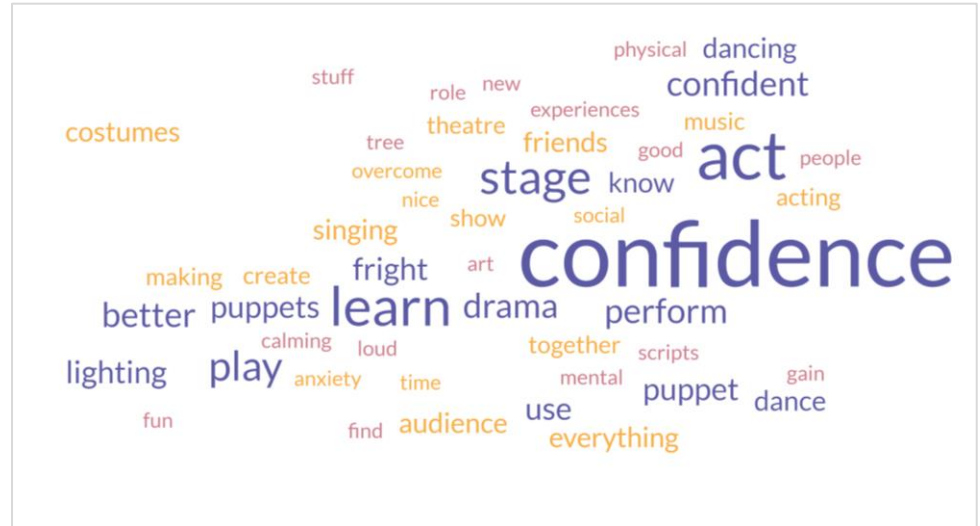 physical dancing
stuff
role new
confident
experiences
costumes
theatre
music
tree
friends
good
act
people
overcome
stage
know
nice
acting
show
social
singing
confidence
making create
fright
art
better puppets learn drama perform
calming loud
together scripts
lighting play
anxiety time
mental
puppet
gain
dance
fun
find audience
use
everything